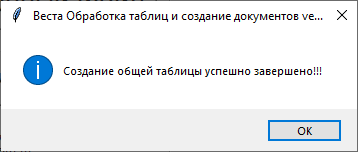 Веста Обработка таблиц и создание документов ve...
Создание общей таблицы успешно завершено!!!
OK